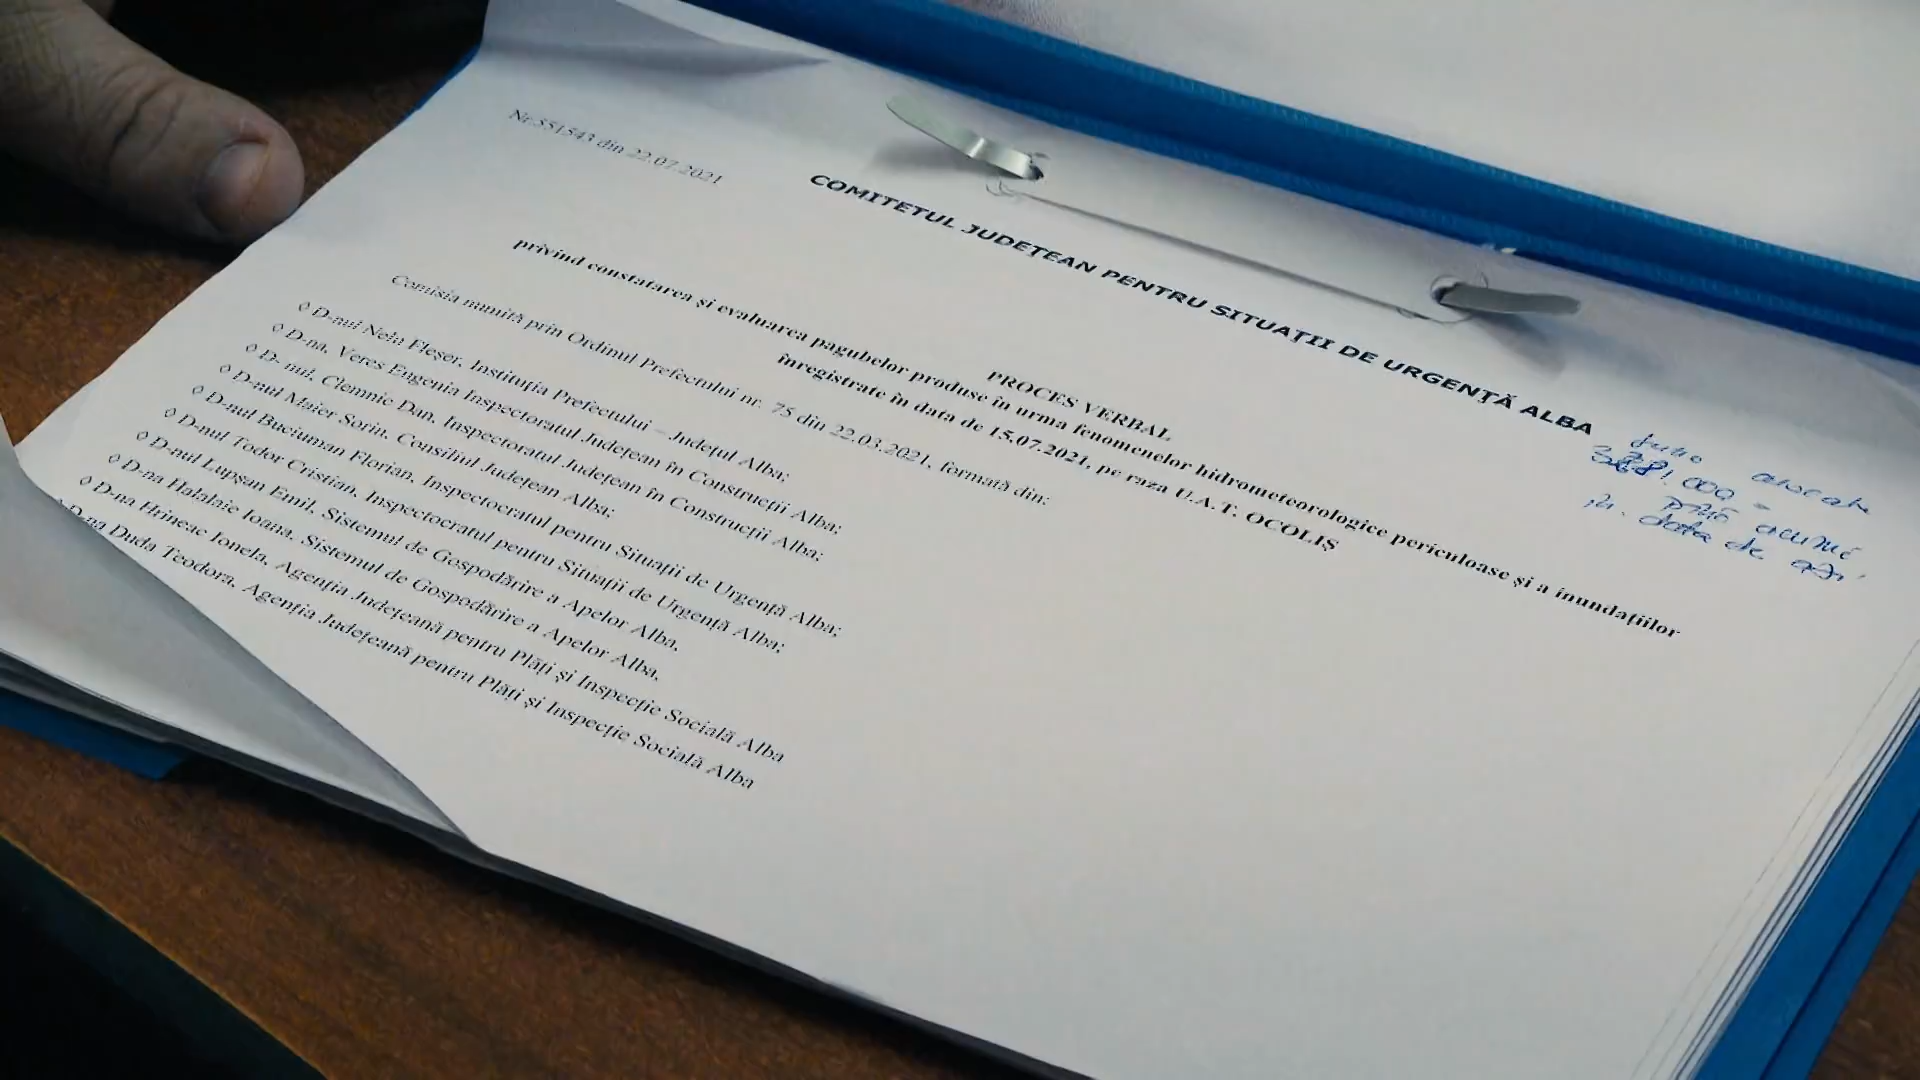 Nr.551543 din 22.07.2021
COMITETUL JUDEȚEAN PENTRU SITUAȚII DE URGENȚĂ ALBA
PROCES VERBAL
privind constatarea și evaluarea pagubelor produse în urma fenomenelor hidrometeorologice periculoase și a inundațiilor
înregistrate în data de 15.07.2021, pe raza U.A.T. OCOLIȘ
Comisia numită prin Ordinul Prefectului nr. 75 din 22.03.2021, formată din:
◊ D-nul Nelu Fleșer, Instituția Prefectului – Județul Alba;
◊ D-na, Veres Eugenia Inspectoratul Județean în Construcții Alba;
◊ D- nul, Clemnic Dan, Inspectoratul Județean în Construcții Alba;
◊ D-nul Maier Sorin, Consiliul Județean Alba;
◊ D-nul Buciuman Florian, Inspectocratul pentru Situații de Urgență Alba;
◊ D-nul Todor Cristian, Inspectocratul pentru Situații de Urgență Alba;
◊ D-nul Lupșan Emil, Sistemul de Gospodărire a Apelor Alba,
◊ D-na Halalaie Ioana, Sistemul de Gospodărire a Apelor Alba,
◊ D-na Hrineac Ionela, Agenția Județeană pentru Plăți și Inspecție Socială Alba
D-na Duda Teodora, Agenția Județeană pentru Plăți și Inspecție Socială Alba
până acum
data de